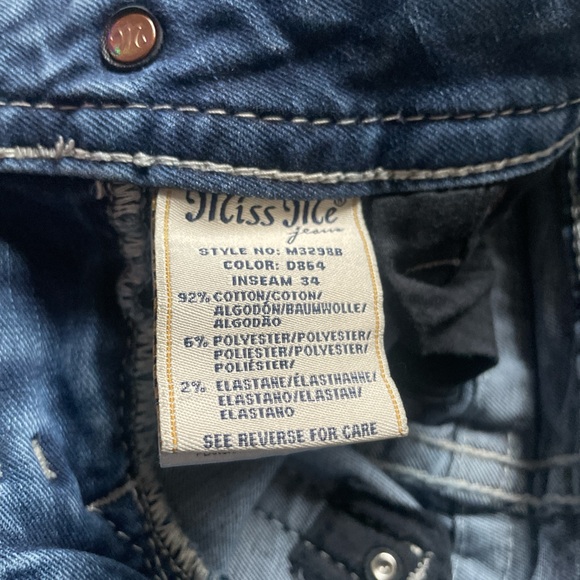 M
Miss Me®
jeans
STYLE NO: M3298B
COLOR: D864
INSEAM 34
92% COTTON/COTON/
ALGODÓN/BAUMWOLLE/
ALGODÃO
6% POLYESTER/POLYESTER/
POLIESTER/POLYESTER/
POLIÉSTER/
2% ELASTANE/ÉLASTHANNE/
ELASTANO/ELASTAN/
ELASTANO
SEE REVERSE FOR CARE